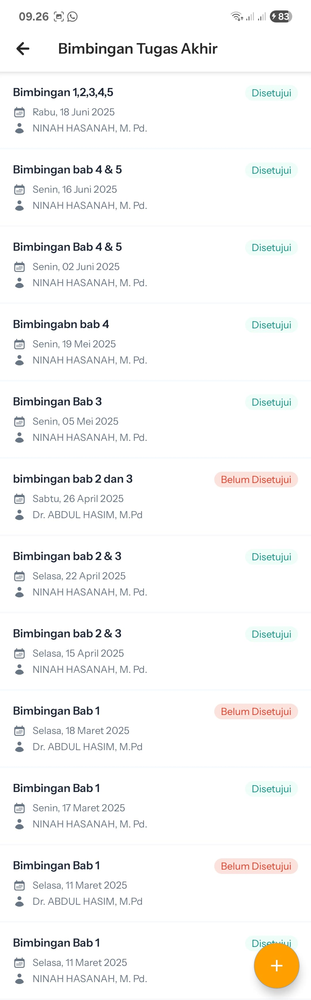 09.26
83
Bimbingan Tugas Akhir
Bimbingan 1,2,3,4,5
Disetujui
Rabu, 18 Juni 2025
NINAH HASANAH, M. Pd.
Bimbingan bab 4 & 5
Disetujui
Senin, 16 Juni 2025
NINAH HASANAH, M. Pd.
Bimbingan Bab 4 & 5
Disetujui
Senin, 02 Juni 2025
NINAH HASANAH, M. Pd.
Bimbingabn bab 4
Disetujui
Senin, 19 Mei 2025
NINAH HASANAH, M. Pd.
Bimbingan Bab 3
Disetujui
Senin, 05 Mei 2025
NINAH HASANAH, M. Pd.
bimbingan bab 2 dan 3
Belum Disetujui
Sabtu, 26 April 2025
Dr. ABDUL HASIM, M.Pd
Bimbingan bab 2 & 3
Disetujui
Selasa, 22 April 2025
NINAH HASANAH, M. Pd.
Bimbingan bab 2 & 3
Disetujui
Selasa, 15 April 2025
NINAH HASANAH, M. Pd.
Bimbingan Bab 1
Belum Disetujui
Selasa, 18 Maret 2025
Dr. ABDUL HASIM, M.Pd
Bimbingan Bab 1
Disetujui
Senin, 17 Maret 2025
NINAH HASANAH, M. Pd.
Bimbingan Bab 1
Belum Disetujui
Selasa, 11 Maret 2025
Dr. ABDUL HASIM, M.Pd
Bimbingan Bab 1
Disetujui
Selasa, 11 Maret 2025
NINAH HASANAH, M. Pd.